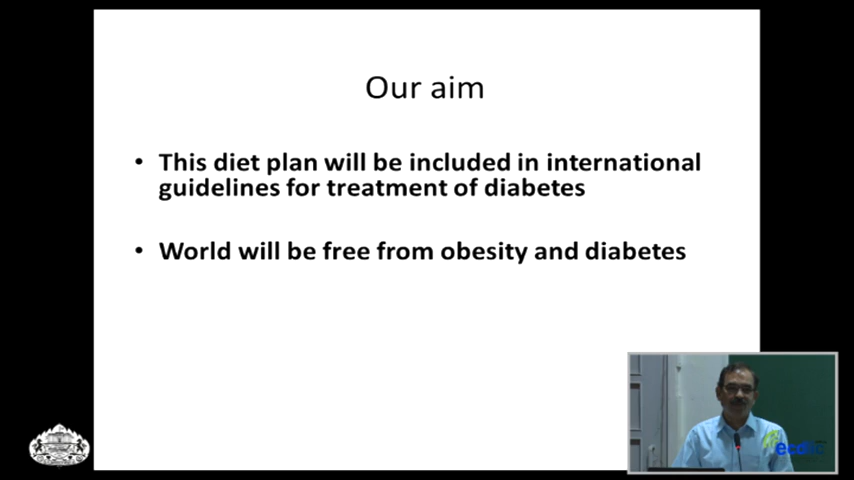 Our aim
• This diet plan will be included in international
guidelines for treatment of diabetes
• World will be free from obesity and diabetes